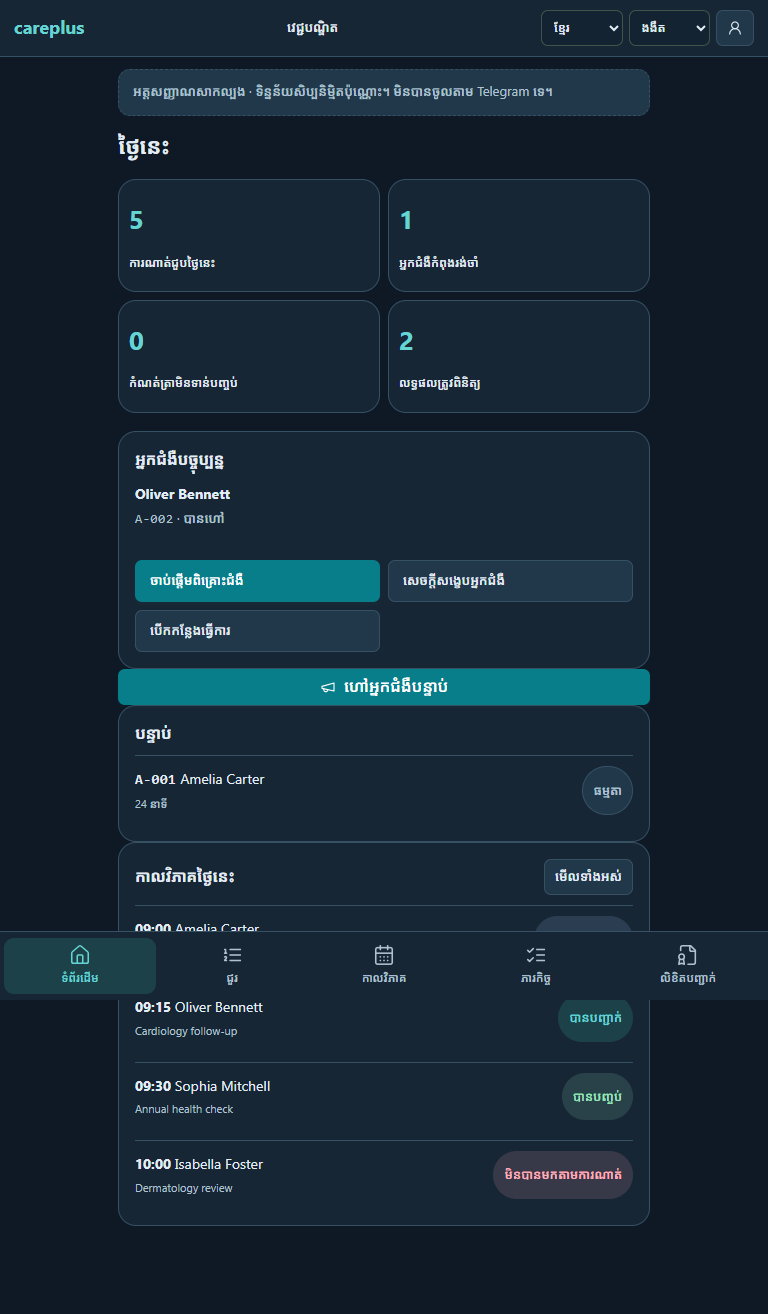 careplus
វេជ្ជបណ្ឌិត
ខ្មែរ
ងងឹត
អត្តសញ្ញាណសាកល្បង · ទិន្នន័យសិប្បនិម្មិតប៉ុណ្ណោះ។ មិនបានចូលតាម Telegram ទេ។
ថ្ងៃនេះ
5
ការណាត់ជួបថ្ងៃនេះ
1
អ្នកជំងឺកំពុងរង់ចាំ
0
កំណត់ត្រាមិនទាន់បញ្ចប់
2
លទ្ធផលត្រូវពិនិត្យ
អ្នកជំងឺបច្ចុប្បន្ន
Oliver Bennett
A-002 · បានហៅ
ចាប់ផ្តើមពិគ្រោះជំងឺ
សេចក្តីសង្ខេបអ្នកជំងឺ
បើកកន្លែងធ្វើការ
ហៅអ្នកជំងឺបន្ទាប់
បន្ទាប់
A-001 Amelia Carter
24 នាទី
ធម្មតា
កាលវិភាគថ្ងៃនេះ
មើលទាំងអស់
09:00 Amelia Carter
ទំព័រដើម
ជួរ
កាលវិភាគ
ភារកិច្ច
លិខិតបញ្ជាក់
09:15 Oliver Bennett
Cardiology follow-up
បានបញ្ជាក់
09:30 Sophia Mitchell
Annual health check
បានបញ្ចប់
10:00 Isabella Foster
Dermatology review
មិនបានមកតាមការណាត់